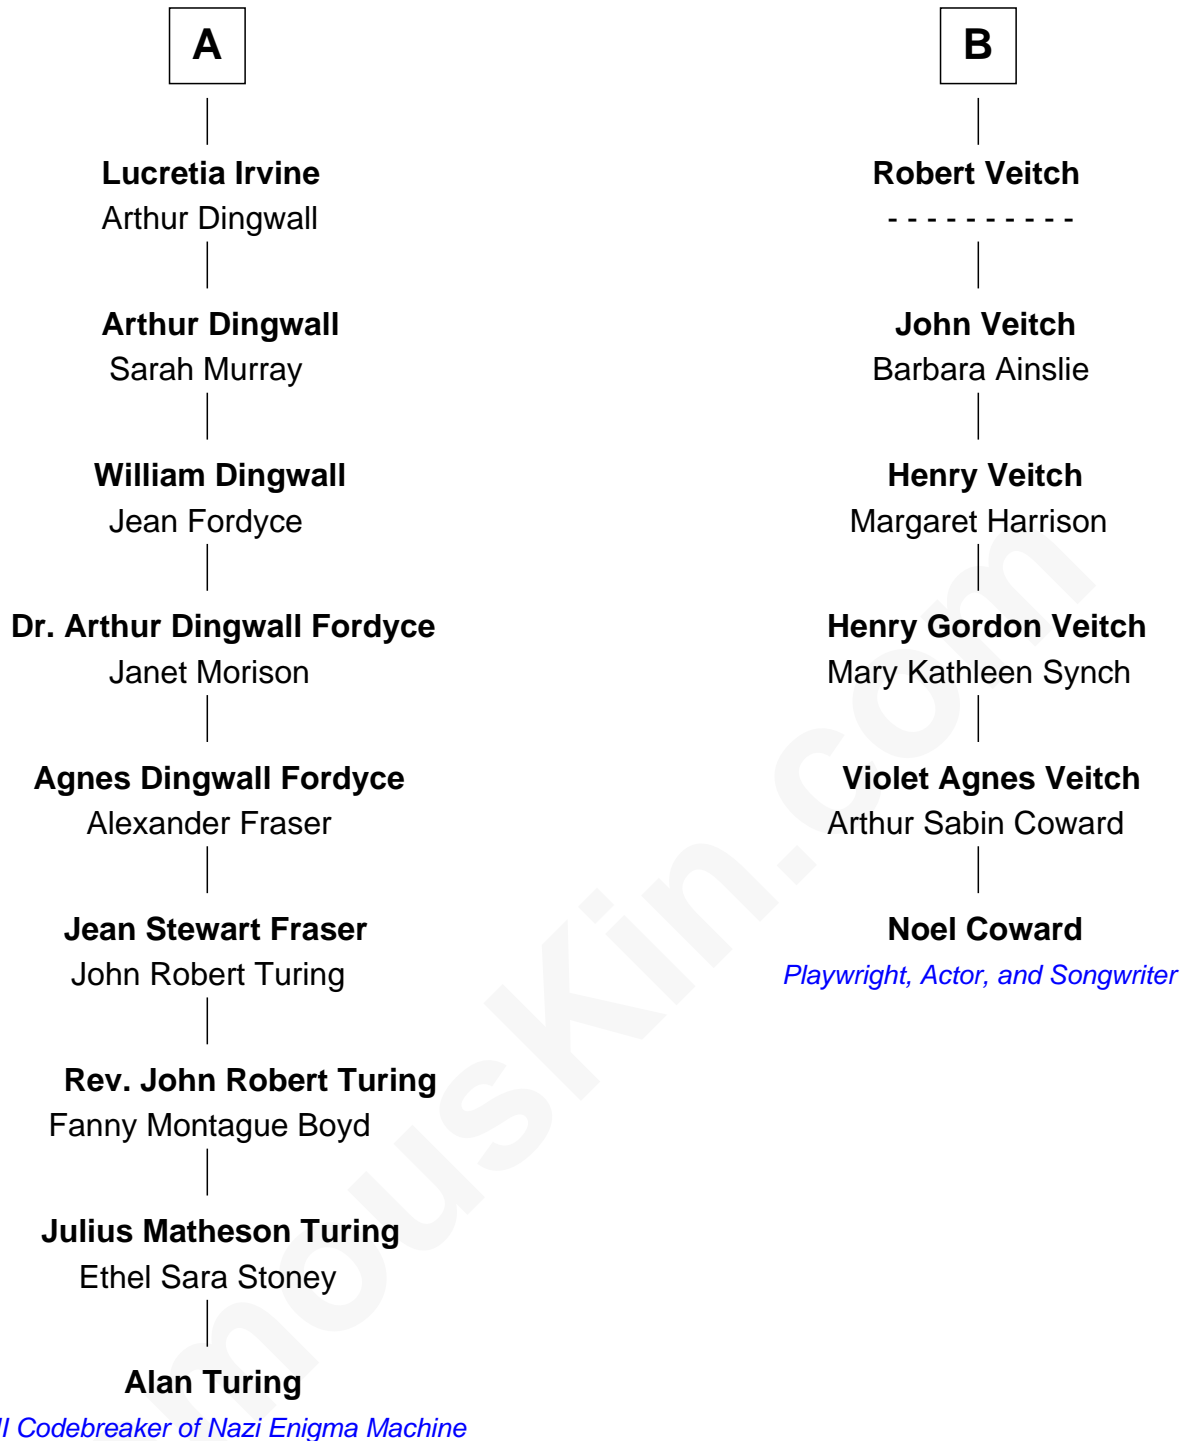 A
Lucretia Irvine
Arthur Dingwall
Arthur Dingwall
Sarah Murray
William Dingwall
Jean Fordyce
Dr. Arthur Dingwall Fordyce
Janet Morison
Agnes Dingwall Fordyce
Alexander Fraser
Jean Stewart Fraser
John Robert Turing
Rev. John Robert Turing
Fanny Montague Boyd
Julius Matheson Turing
Ethel Sara Stoney
Alan Turing
II Codebreaker of Nazi Enigma Machine
B
Robert Veitch
- - - - - - - - - -
John Veitch
Barbara Ainslie
Henry Veitch
Margaret Harrison
Henry Gordon Veitch
Mary Kathleen Synch
Violet Agnes Veitch
Arthur Sabin Coward
Noel Coward
Playwright, Actor, and Songwriter
mousKin.com